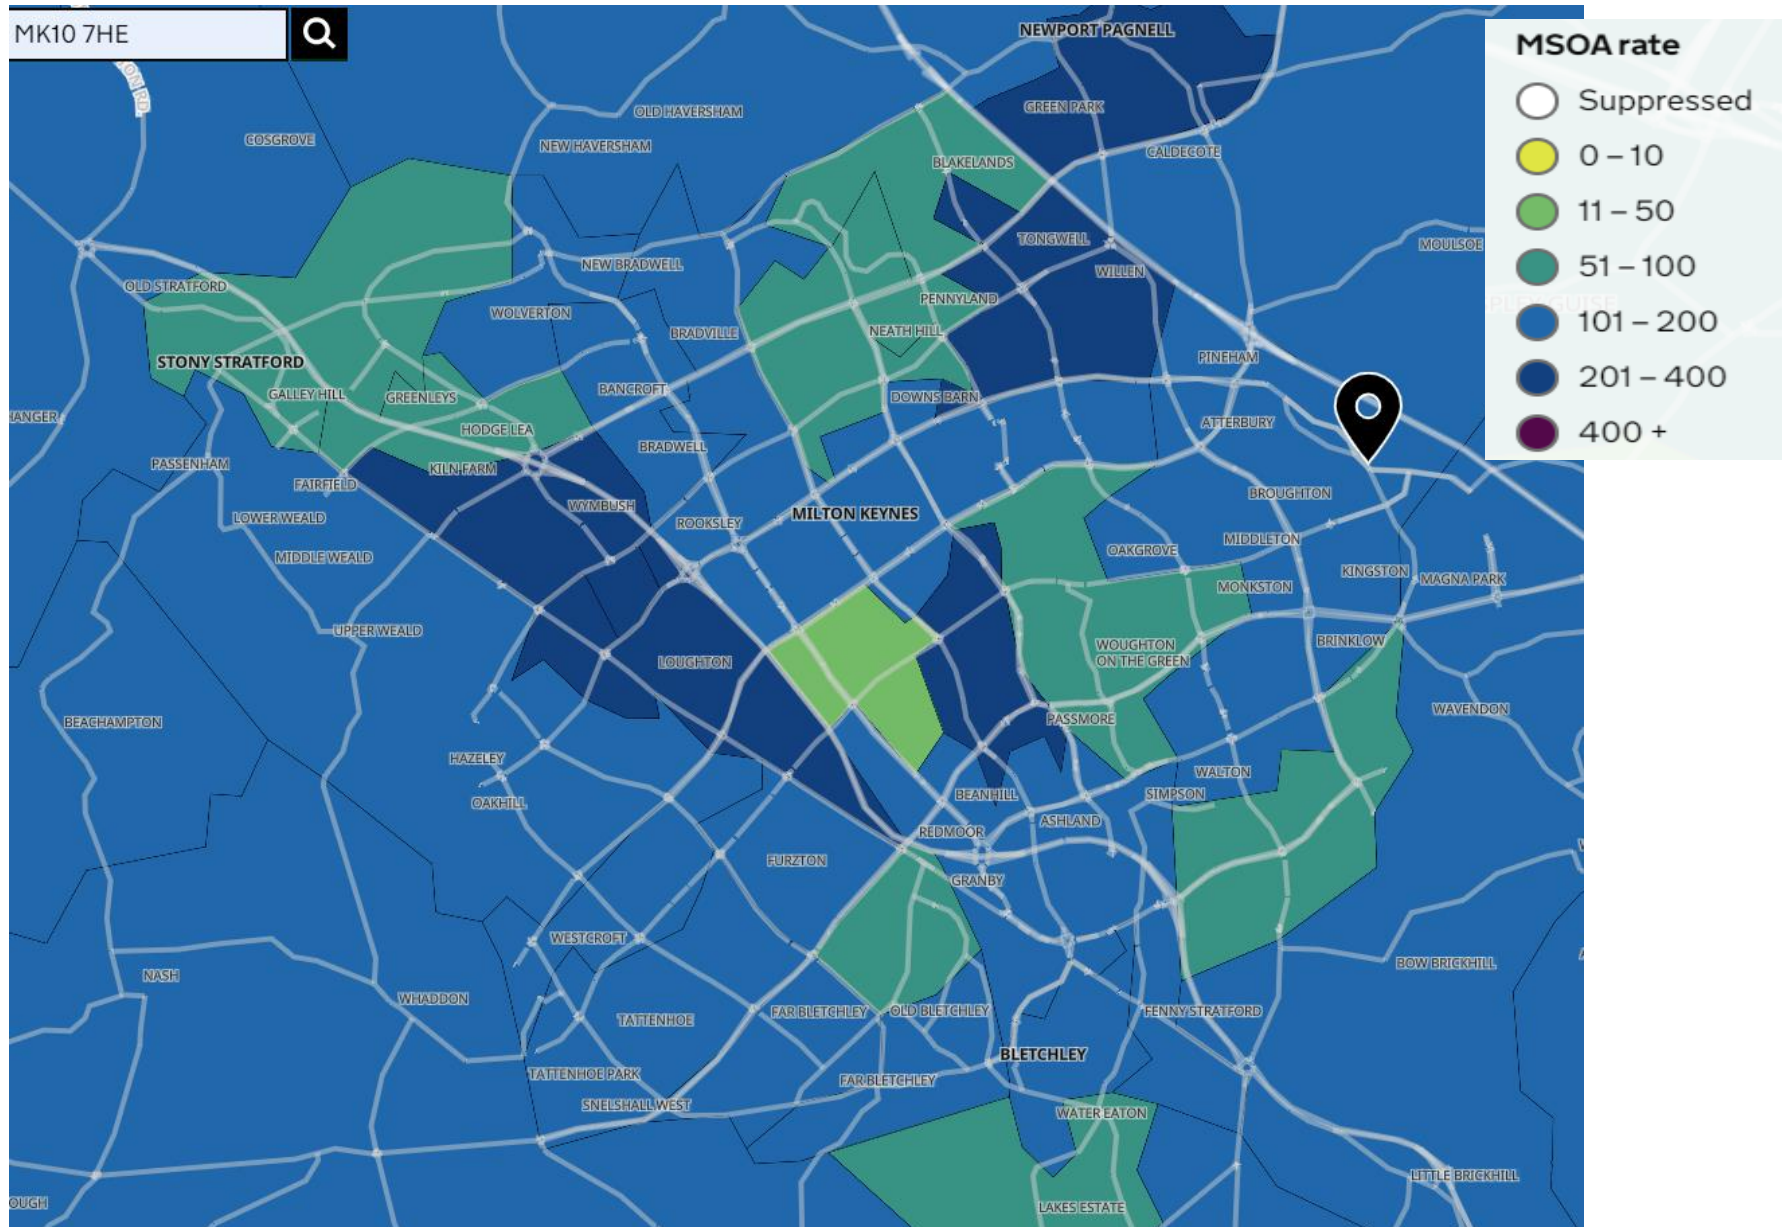 MK10 7HE
NEWPORT PAGNELL
MSOA rate
Suppressed
0 – 10
11 – 50
51 – 100
101 – 200
201 – 400
400 +
OLD HAVERSHAM
GREEN PARK
COSGROVE
NEW HAVERSHAM
BLAKELANDS
CALDECOTE
TONGWELL
MOULSOE
NEW BRADWELL
WILLEN
OLD STRATFORD
PENNYLAND
WOLVERTON
BRADVILLE
NEATH HILL
STONY STRATFORD
PINEHAM
GALLEY HILL
GREENLEYS
BANCROFT
DOWNS BARN
HANGER
HODGE LEA
ATTERBURY
BRADWELL
PASSENHAM
KILN FARM
FAIRFIELD
BROUGHTON
WYMBUSH
MILTON KEYNES
LOWER WEALD
ROOKSLEY
MIDDLETON
MIDDLE WEALD
OAKGROVE
KINGSTON
MAGNA PARK
MONKSTON
UPPER WEALD
BRINKLOW
WOUGHTON
ON THE GREEN
LOUGHTON
WAVENDON
BEACHAMPTON
PASSMORE
HAZELEY
WALTON
OAKHILL
BEANHILL
SIMPSON
ASHLAND
REDMOOR
FURZTON
GRANBY
WESTCROFT
BOW BRICKHILL
NASH
WHADDON
FAR BLETCHLEY
OLD BLETCHLEY
FENNY STRATFORD
TATTENHOE
BLETCHLEY
TATTENHOE PARK
FAR BLETCHLEY
SNELSHALL WEST
WATER EATON
LITTLE BRICKHILL
OUGH
LAKES ESTATE